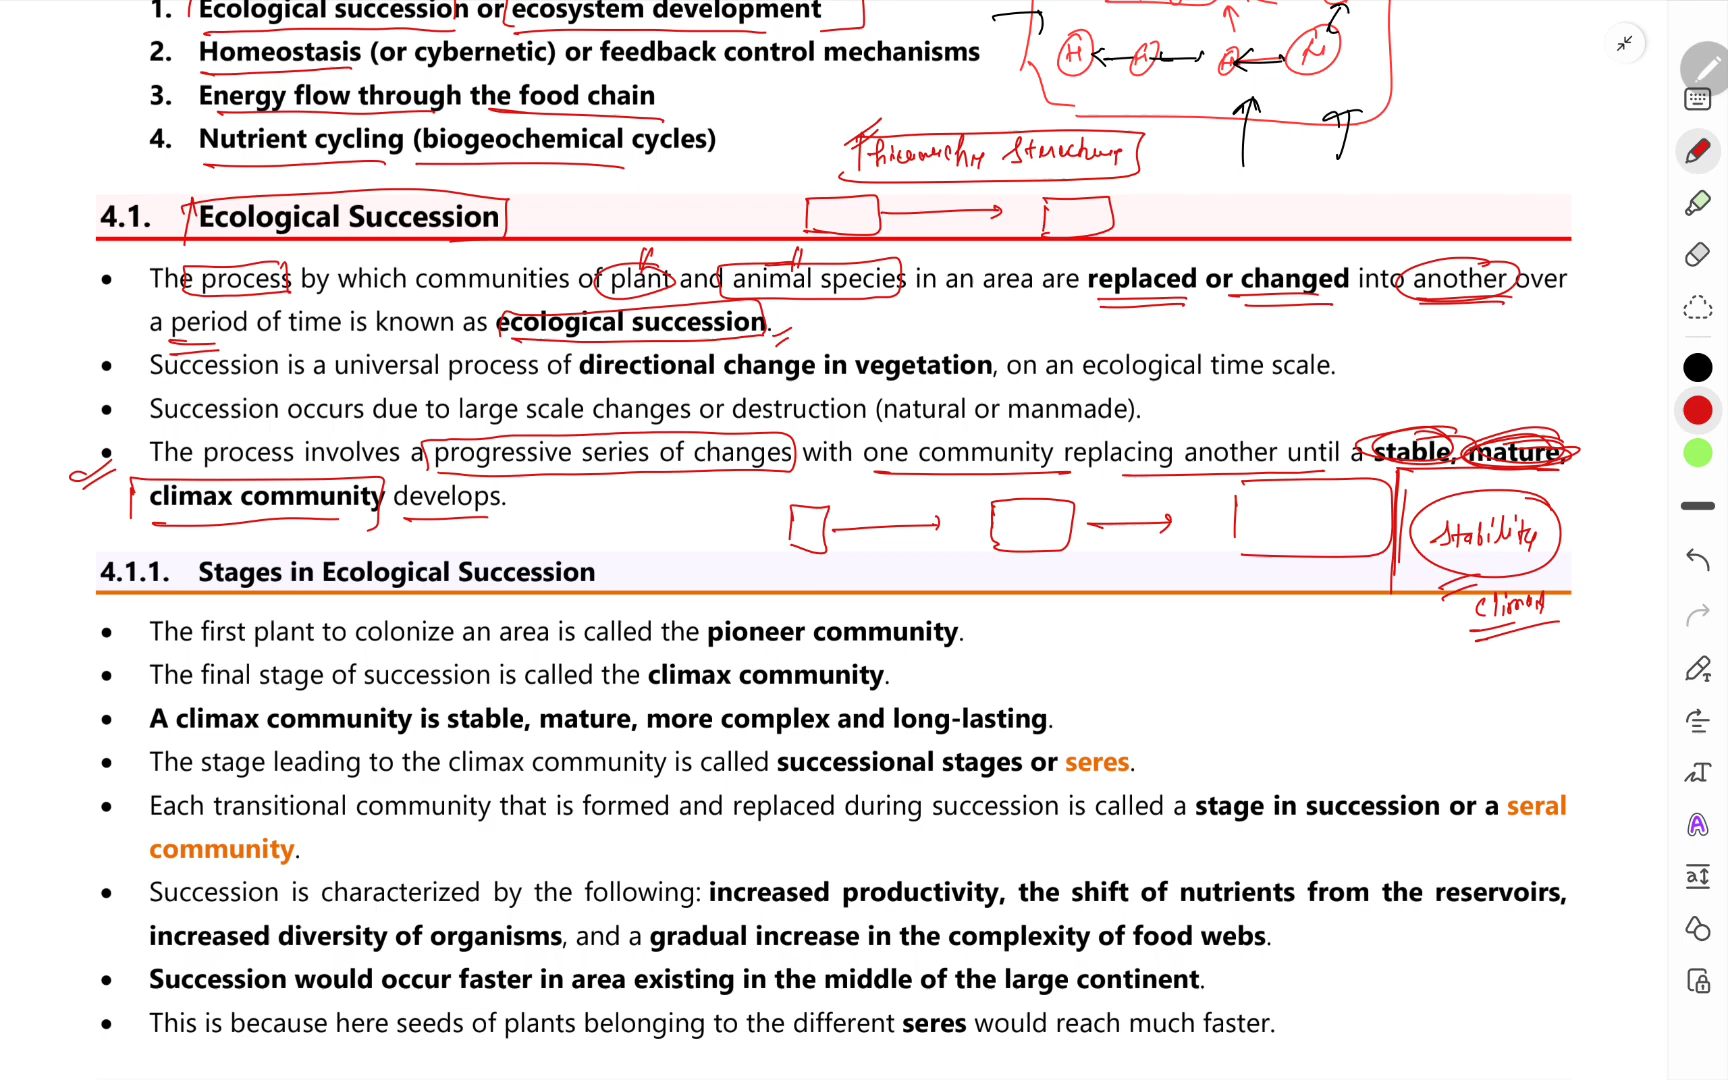 1. Ecological succession or ecosystem development
2. Homeostasis (or cybernetic) or feedback control mechanisms
3. Energy flow through the food chain
4. Nutrient cycling (biogeochemical cycles)
4.1. Ecological Succession
• The process by which communities of plant and animal species in an area are replaced or changed into another over
a period of time is known as ecological succession.
• Succession is a universal process of directional change in vegetation, on an ecological time scale.
• Succession occurs due to large scale changes or destruction (natural or manmade).
• The process involves a progressive series of changes with one community replacing another until a stable, mature,
climax community develops.
Stability
4.1.1. Stages in Ecological Succession
• The first plant to colonize an area is called the pioneer community.
• The final stage of succession is called the climax community.
• A climax community is stable, mature, more complex and long-lasting.
• The stage leading to the climax community is called successional stages or seres.
• Each transitional community that is formed and replaced during succession is called a stage in succession or a seral
community.
• Succession is characterized by the following: increased productivity, the shift of nutrients from the reservoirs,
increased diversity of organisms, and a gradual increase in the complexity of food webs.
• Succession would occur faster in area existing in the middle of the large continent.
• This is because here seeds of plants belonging to the different seres would reach much faster.